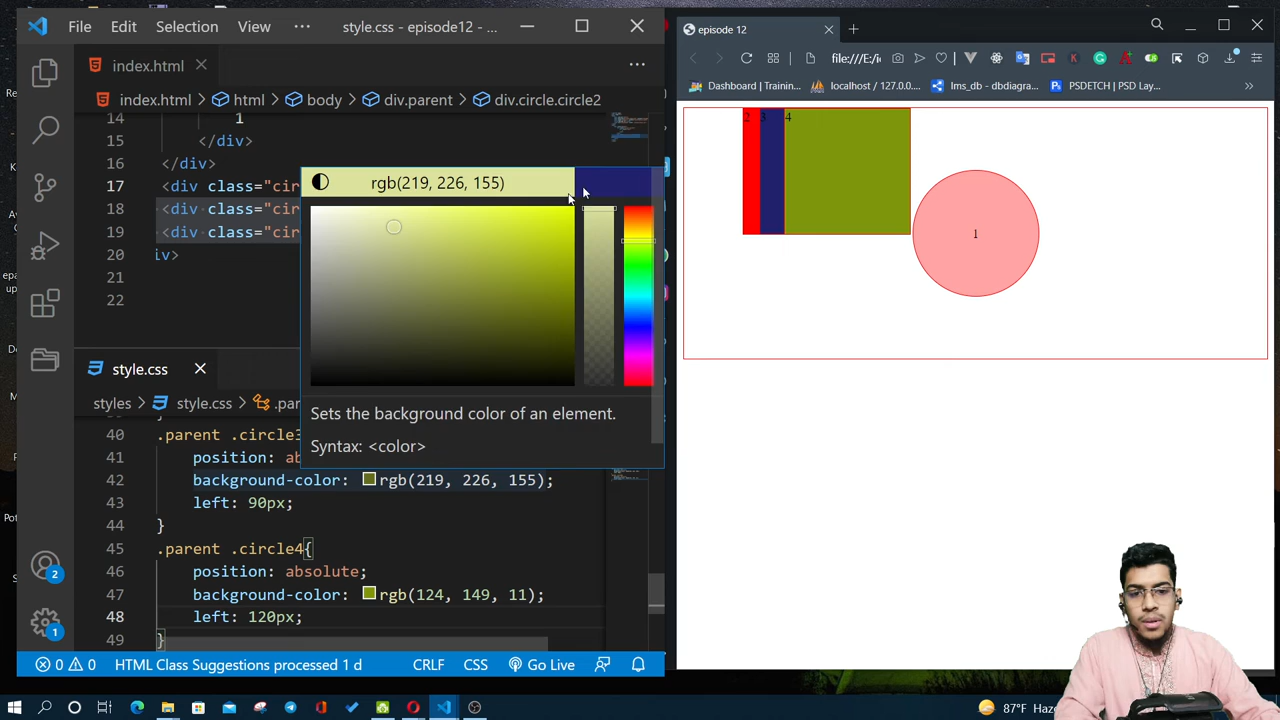 File Edit Selection View ··· style.css - episode12 - ...
index.html
index.html > html > body > div.parent > div.circle.circle2
14 1
15 </div>
16 </div>
17 <div class="cir
18 <div class="cir
19 <div class="cir
20 iv>
21
22
rgb(219, 226, 155)
Sets the background color of an element.
Syntax: <color>
style.css
styles > style.css > .par
40 .parent .circle3
41 position: ab
42 background-color: rgb(219, 226, 155);
43 left: 90px;
44 }
45 .parent .circle4{
46 position: absolute;
47 background-color: rgb(124, 149, 11);
48 left: 120px;
49 }
2
1
0 0 HTML Class Suggestions processed 1 d CRLF CSS Go Live
episode 12
file:///E:/i
Dashboard | Trainin... localhost / 127.0.0.... lms_db - dbdiagra... PSDETCH | PSD Lay...
2 3 4
1
87°F Haze